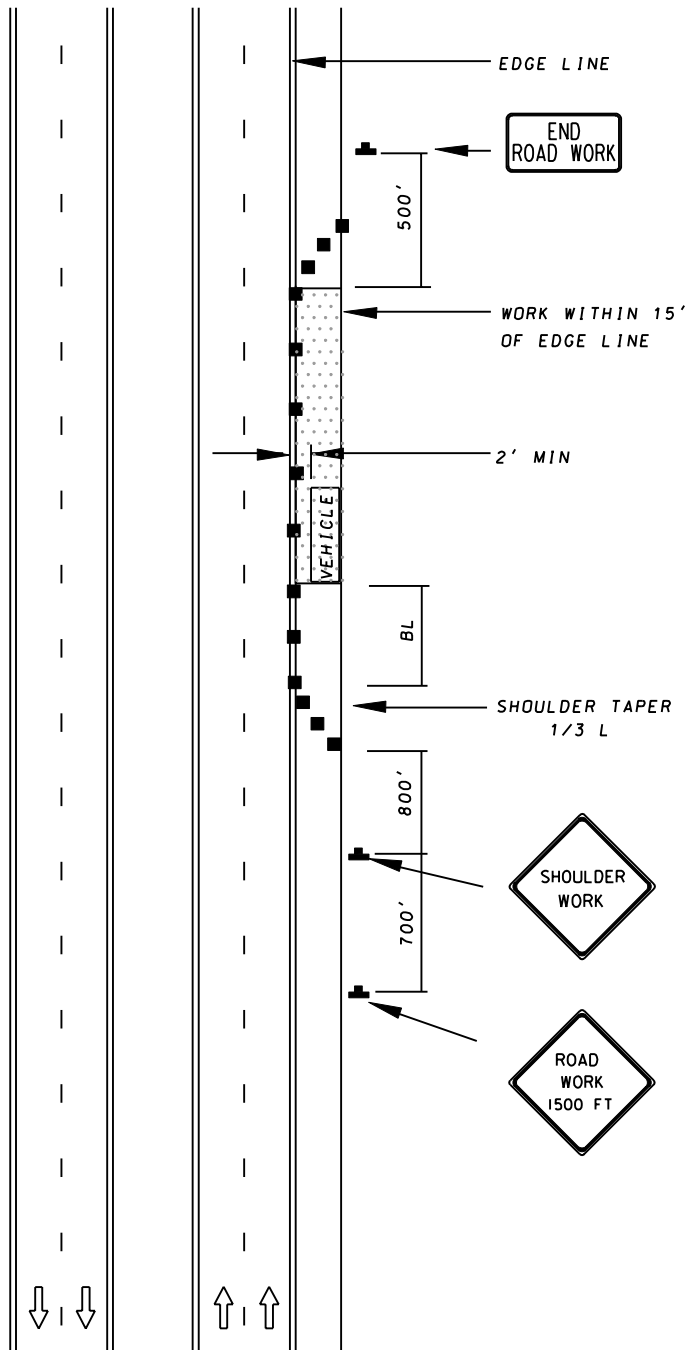 EDGE LINE
END
ROAD WORK
500'
WORK WITHIN 15'
OF EDGE LINE
2' MIN
VEHICLE
BL
SHOULDER TAPER
1/3 L
800'
SHOULDER
WORK
700'
ROAD
WORK
1500 FT